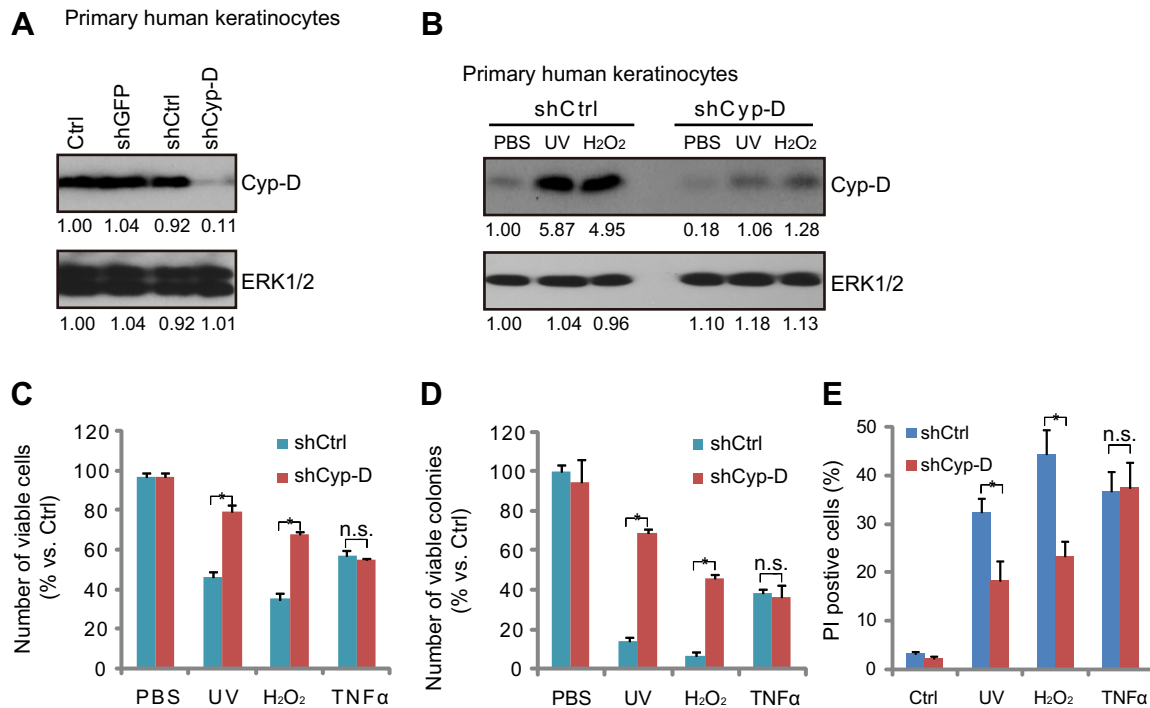 A Primary human keratinocytes
Ctrl shGFP shCtrl shCyp-D
Cyp-D
1.00 1.04 0.92 0.11
ERK1/2
1.00 1.04 0.92 1.01
B
Primary human keratinocytes
shCtrl shCyp-D
PBS UV H₂O₂ PBS UV H₂O₂
Cyp-D
1.00 5.87 4.95 0.18 1.06 1.28
ERK1/2
1.00 1.04 0.96 1.10 1.18 1.13
C
Number of viable cells
(% vs. Ctrl)
120
100
80
60
40
20
0
shCtrl
shCyp-D
*
*
n.s.
PBS UV H₂O₂ TNFα
D
Number of viable colonies
(% vs. Ctrl)
120
100
80
60
40
20
0
shCtrl
shCyp-D
*
*
n.s.
PBS UV H₂O₂ TNFα
E
PI postive cells (%)
50
40
30
20
10
0
shCtrl
shCyp-D
*
*
n.s.
Ctrl UV H₂O₂ TNFα